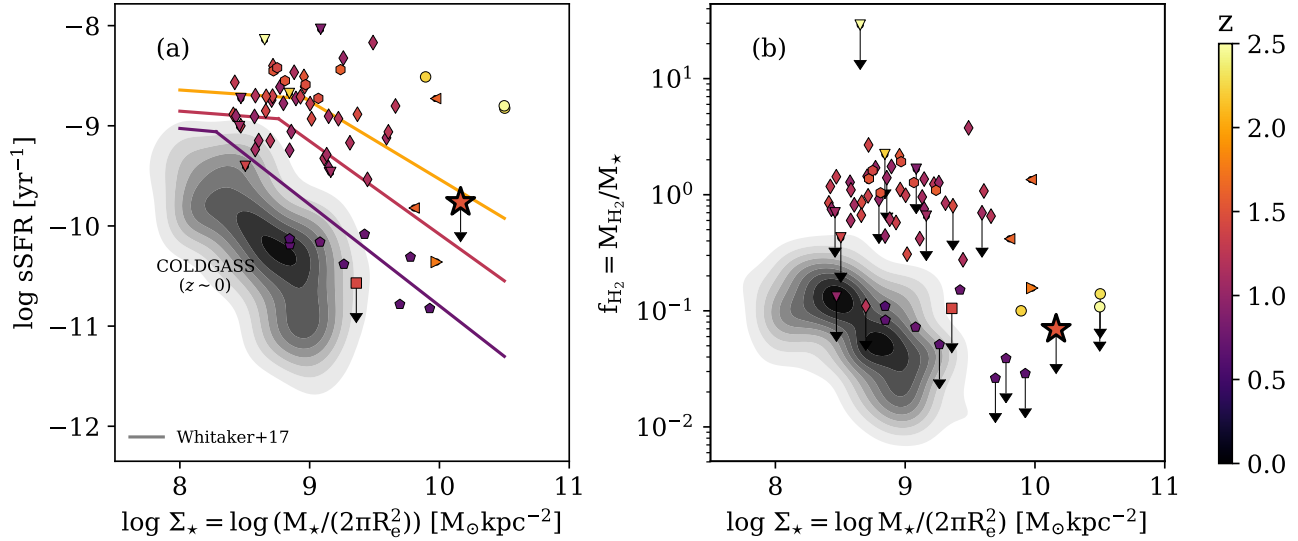 (a)
−8
−9
−10
−11
−12
log sSFR [yr⁻¹]
COLDGASS
(z ~ 0)
Whitaker+17
8 9 10 11
log Σ⋆ = log (M⋆/(2πRₑ²)) [M⊙kpc⁻²]
(b)
10¹
10⁰
10⁻¹
10⁻²
f_H₂ = M_H₂/M⋆
8 9 10 11
log Σ⋆ = log M⋆/(2πRₑ²) [M⊙kpc⁻²]
z
2.5
2.0
1.5
1.0
0.5
0.0